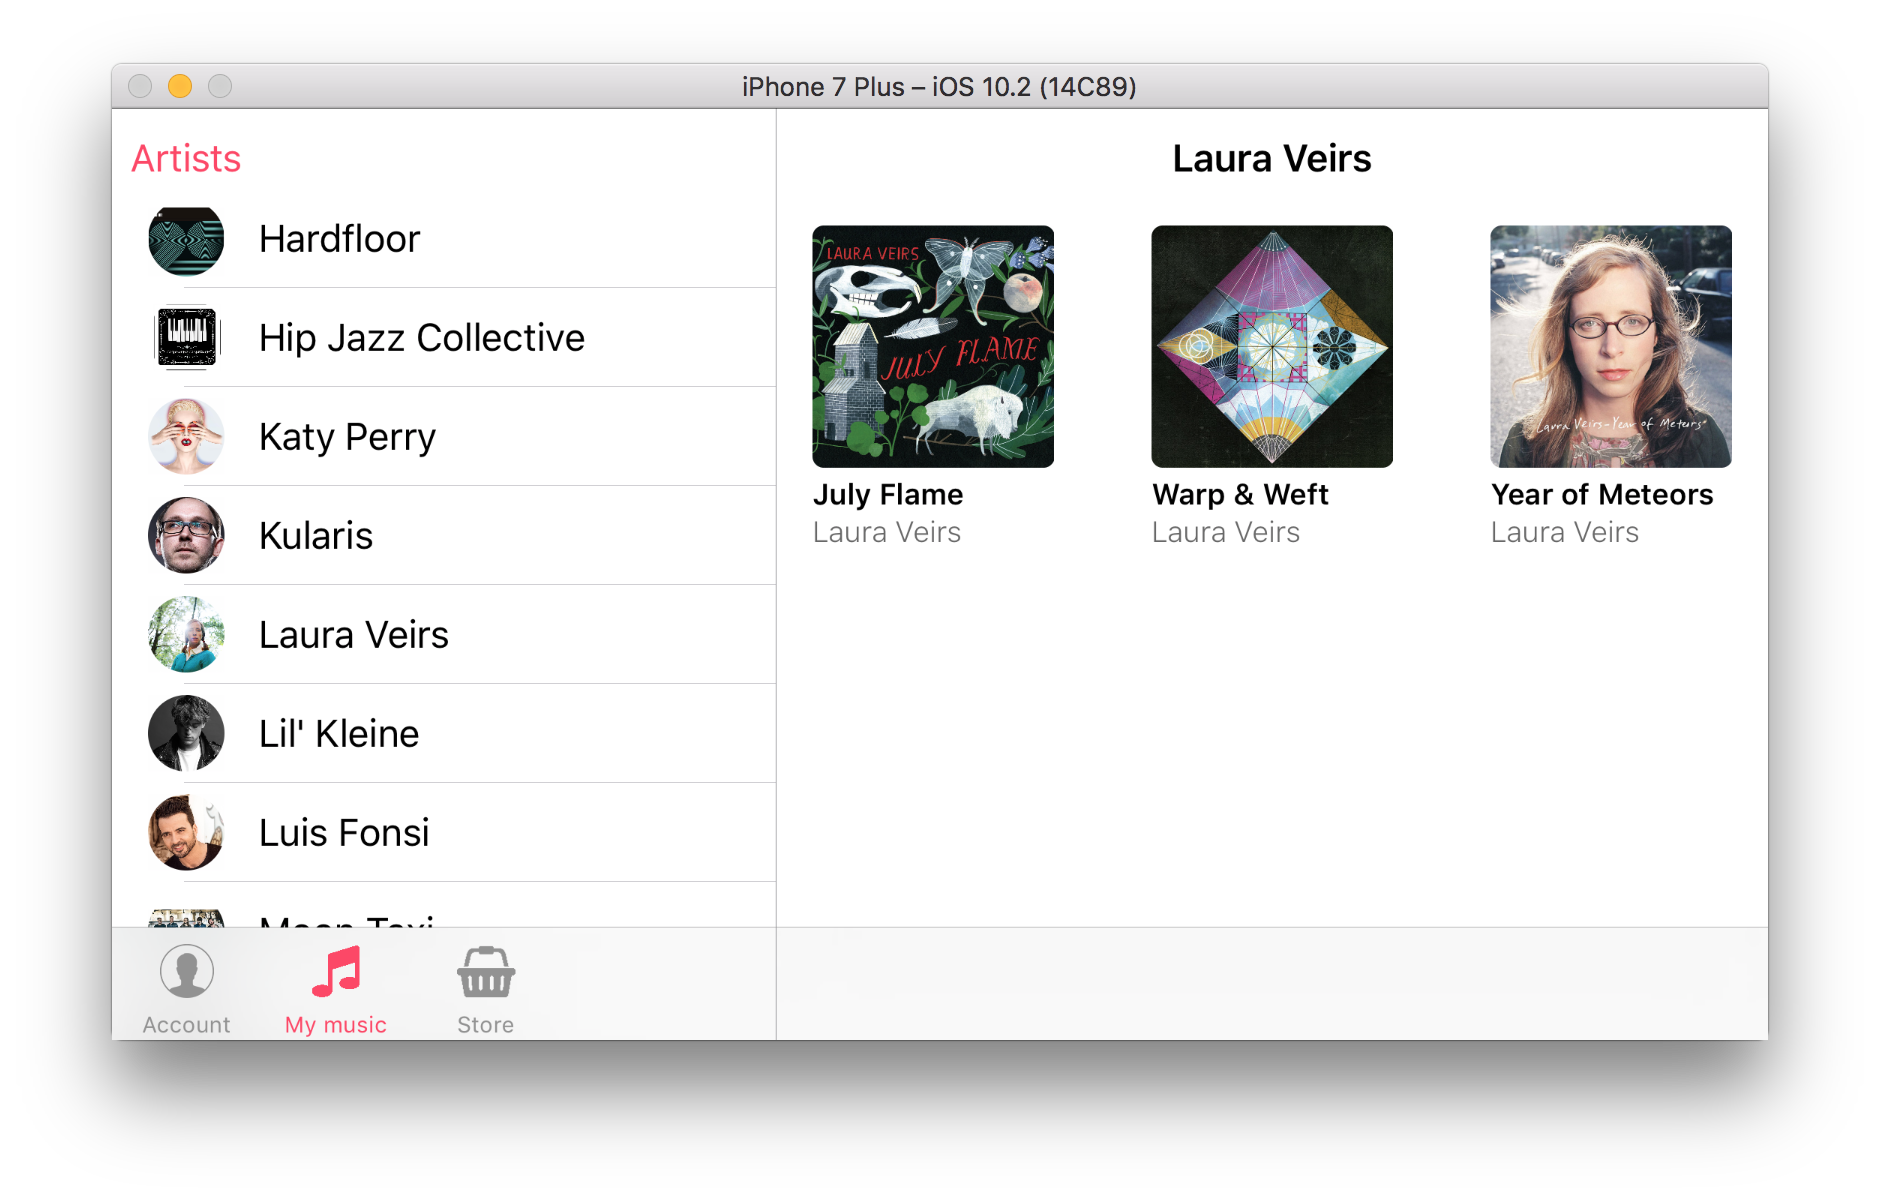 iPhone 7 Plus – iOS 10.2 (14C89)
Artists
Hardfloor
Hip Jazz Collective
Katy Perry
Kularis
Laura Veirs
Lil' Kleine
Luis Fonsi
Moon Taxi
Account
My music
Store
Laura Veirs
LAURA VEIRS
JULY FLAME
July Flame
Laura Veirs
Warp & Weft
Laura Veirs
Laura Veirs - Year of Meteors
Year of Meteors
Laura Veirs